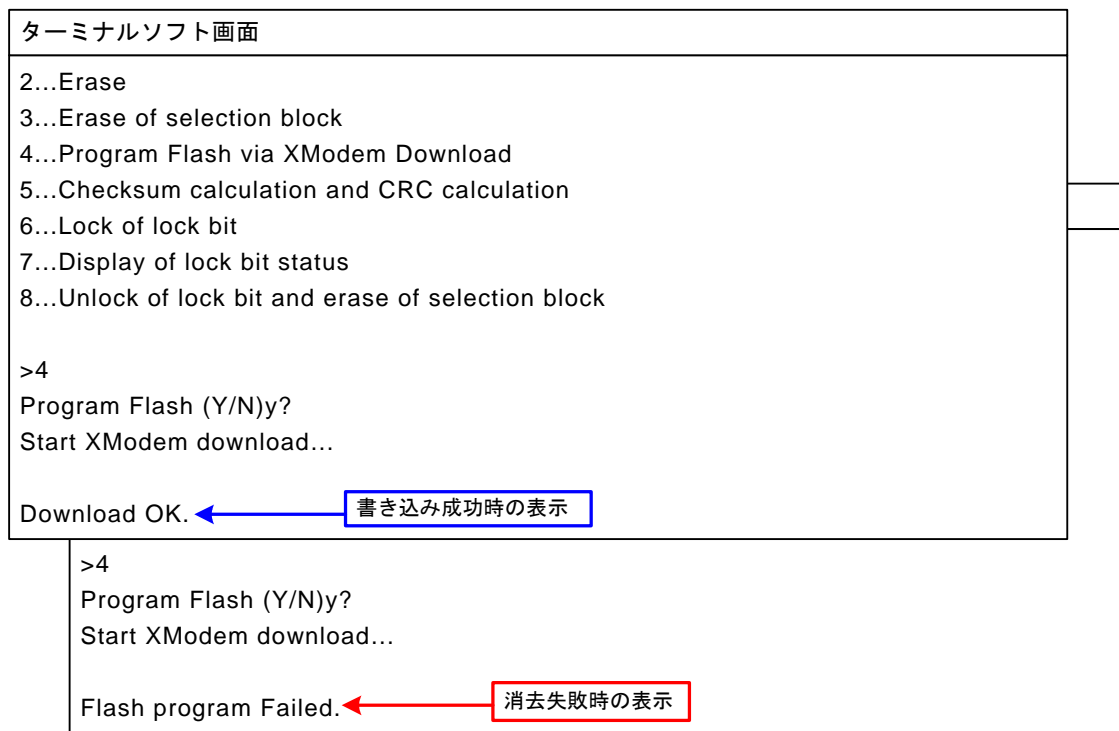 ターミナルソフト画面
2...Erase
3...Erase of selection block
4...Program Flash via XModem Download
5...Checksum calculation and CRC calculation
6...Lock of lock bit
7...Display of lock bit status
8...Unlock of lock bit and erase of selection block
>4
Program Flash (Y/N)y?
Start XModem download...
Download OK.
書き込み成功時の表示
>4
Program Flash (Y/N)y?
Start XModem download...
Flash program Failed.
消去失敗時の表示